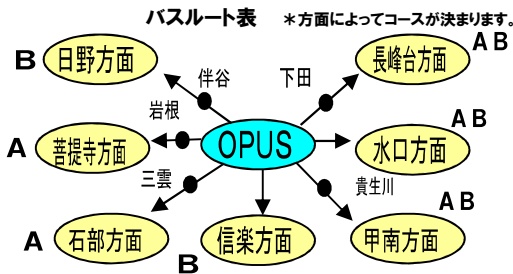 バスルート表 ＊方面によってコースが決まります。
B 日野方面
伴谷
下田
長峰台方面 A B
岩根
A 菩提寺方面
OPUS
水口方面 A B
三雲
貴生川
A 石部方面
B 信楽方面
甲南方面 A B